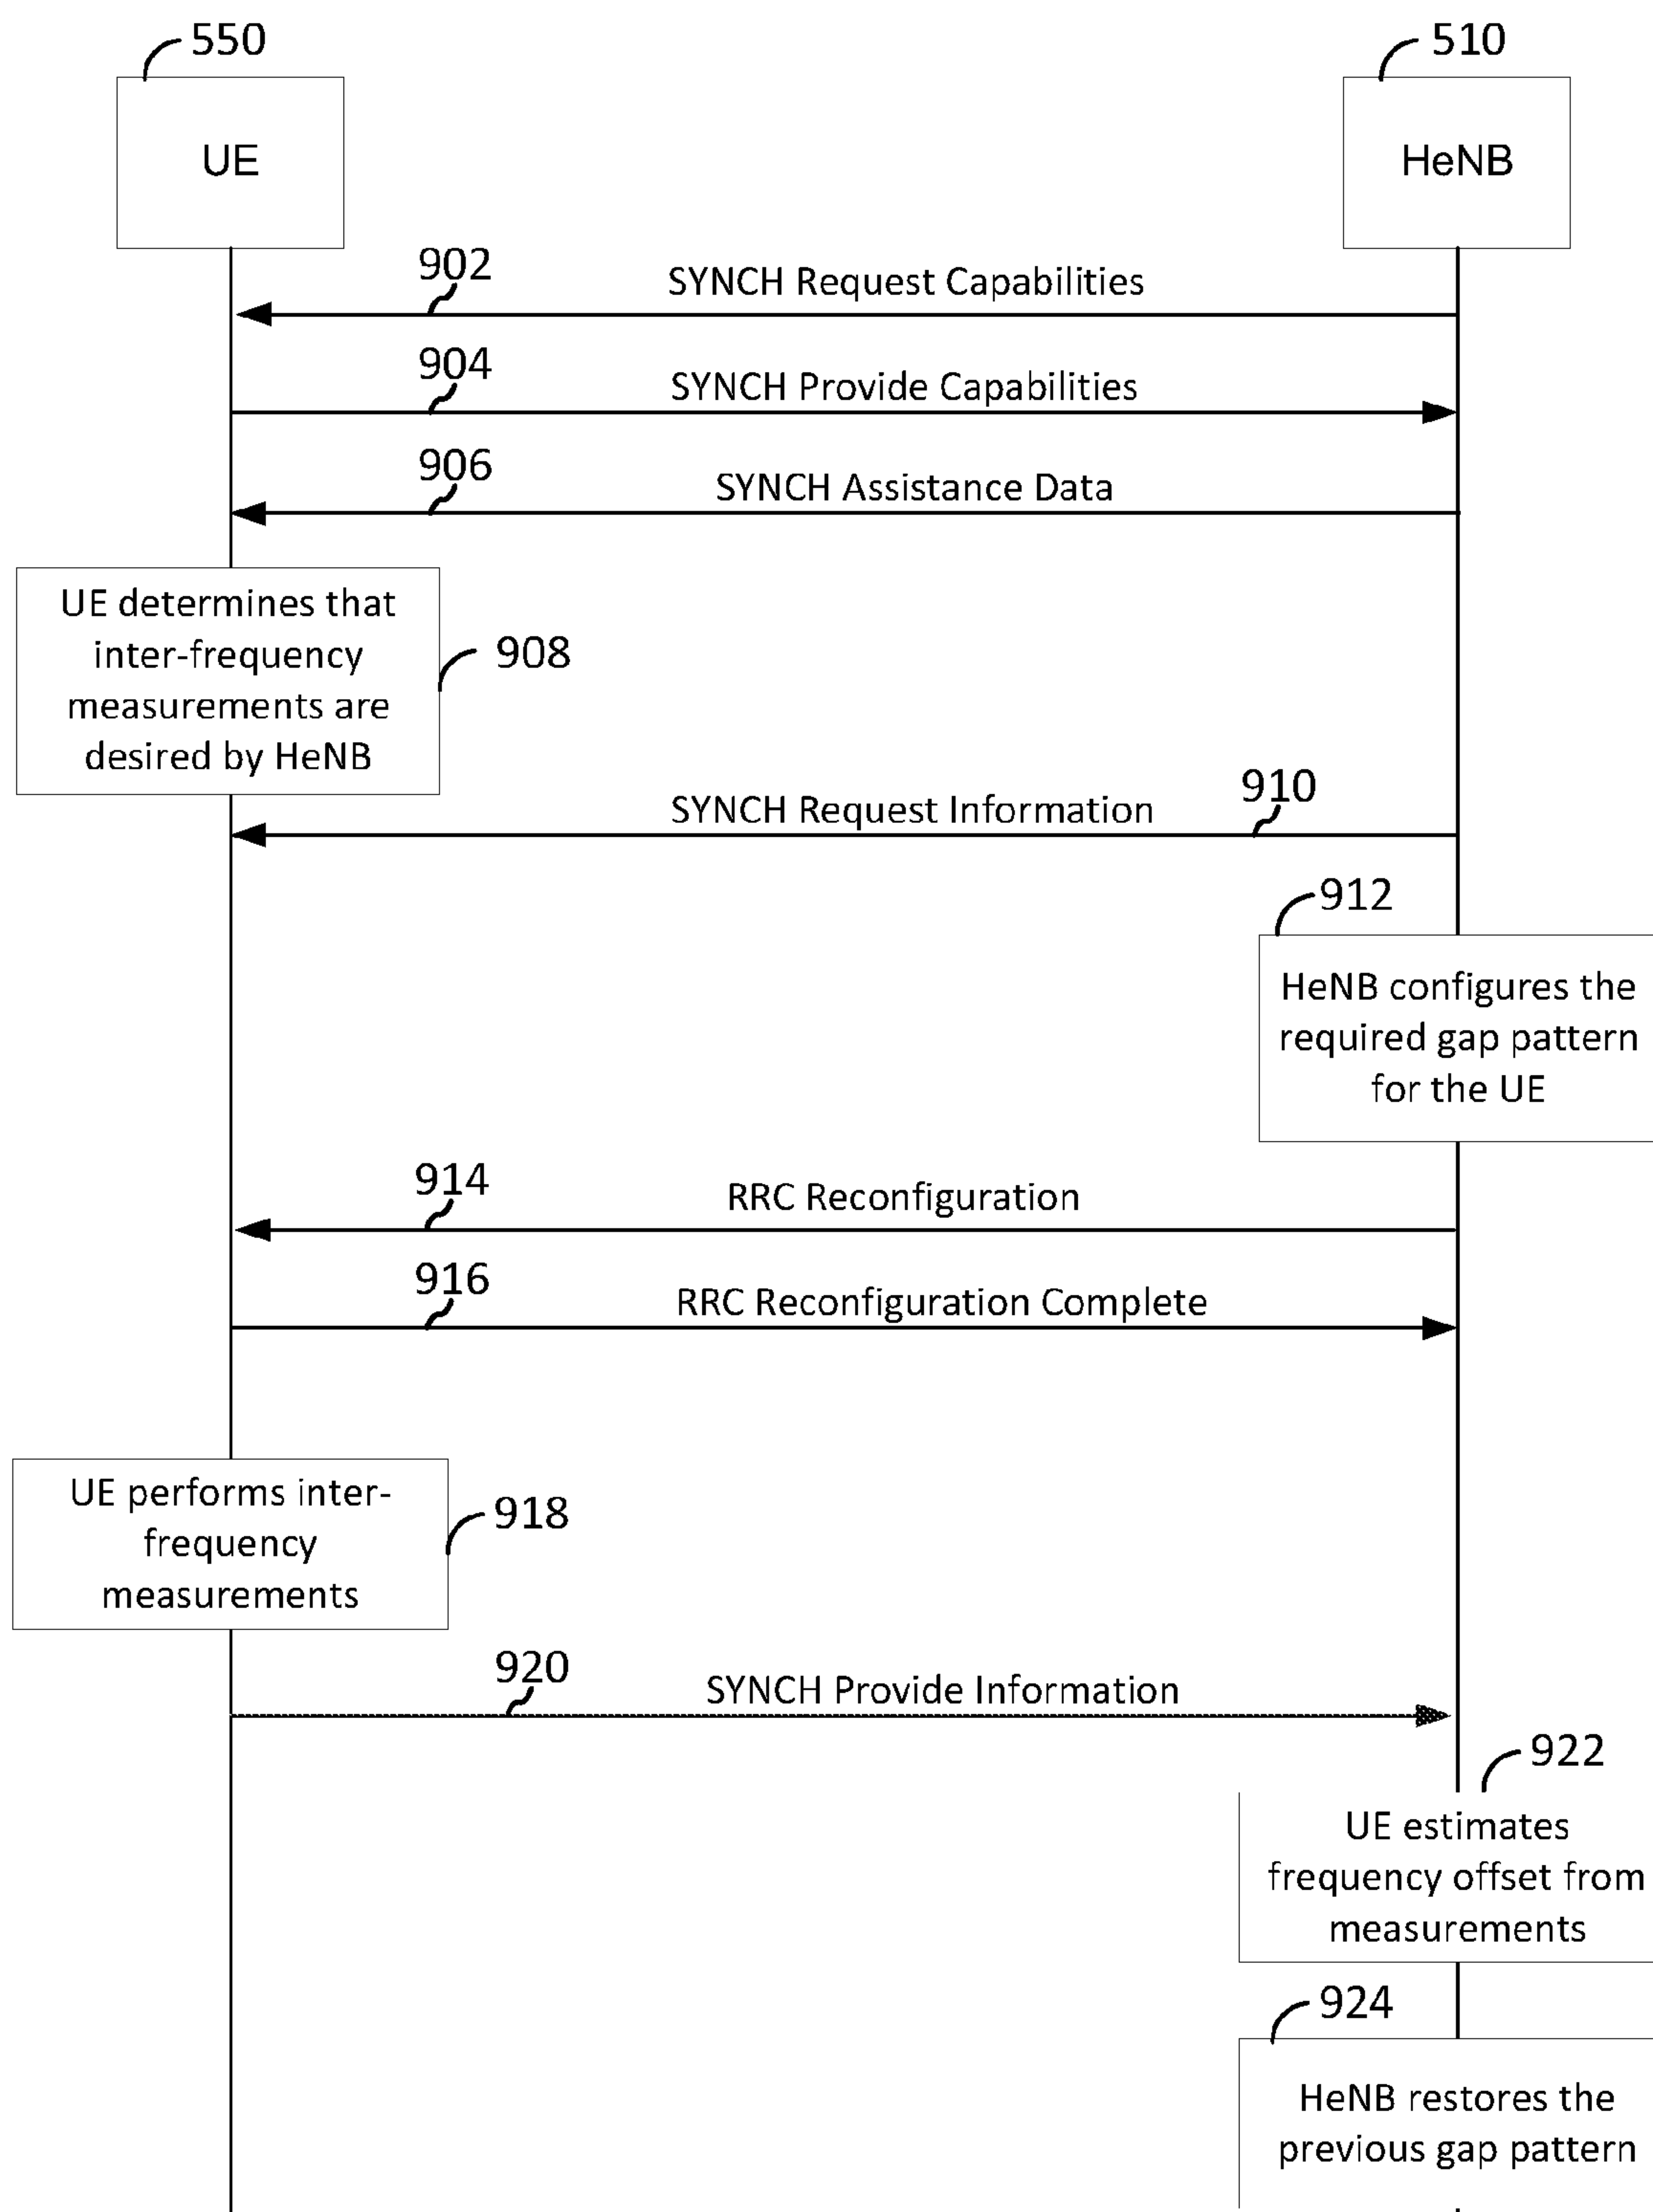 550
510
UE
HeNB
902
SYNCH Request Capabilities
904
SYNCH Provide Capabilities
906
SYNCH Assistance Data
UE determines that
inter-frequency
measurements are
desired by HeNB
908
SYNCH Request Information
910
912
HeNB configures the
required gap pattern
for the UE
914
RRC Reconfiguration
916
RRC Reconfiguration Complete
UE performs inter-
frequency
measurements
918
920
SYNCH Provide Information
922
UE estimates
frequency offset from
measurements
924
HeNB restores the
previous gap pattern